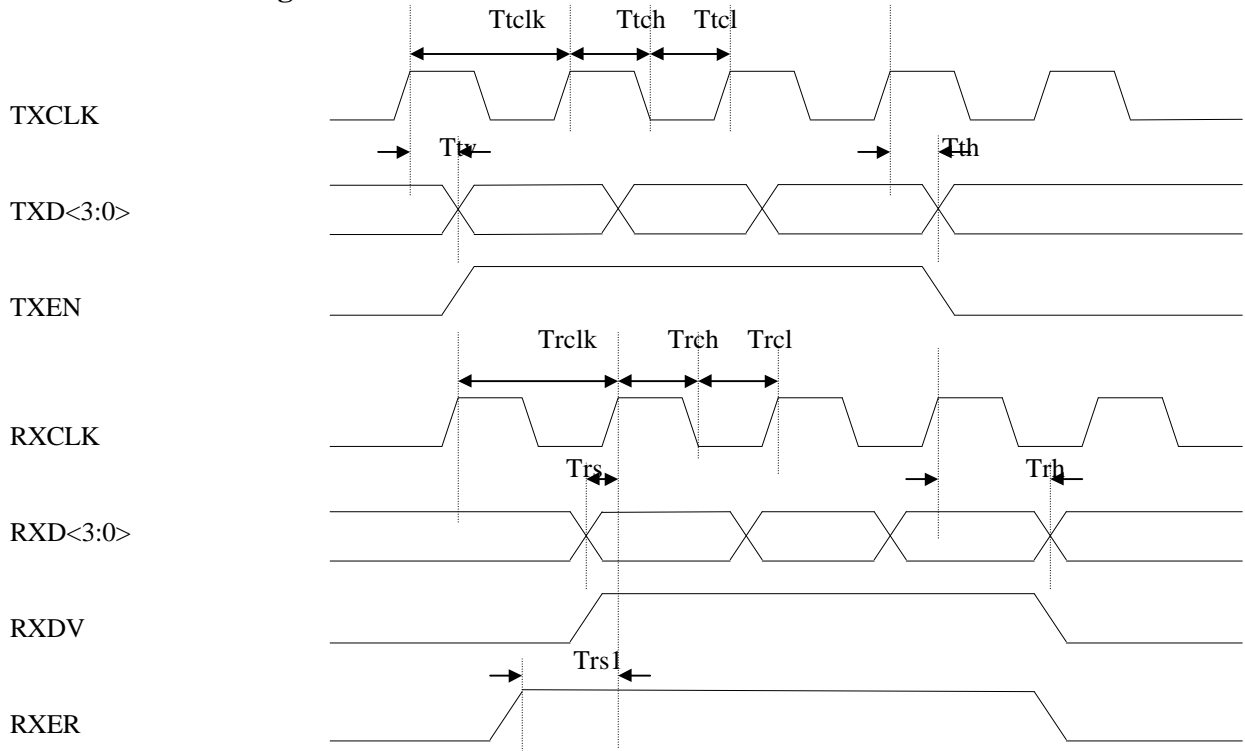 Ttclk Ttch Ttcl
TXCLK
Ttv Tth
TXD<3:0>
TXEN
Trclk Trch Trcl
RXCLK
Trs Trh
RXD<3:0>
RXDV
Trs1
RXER